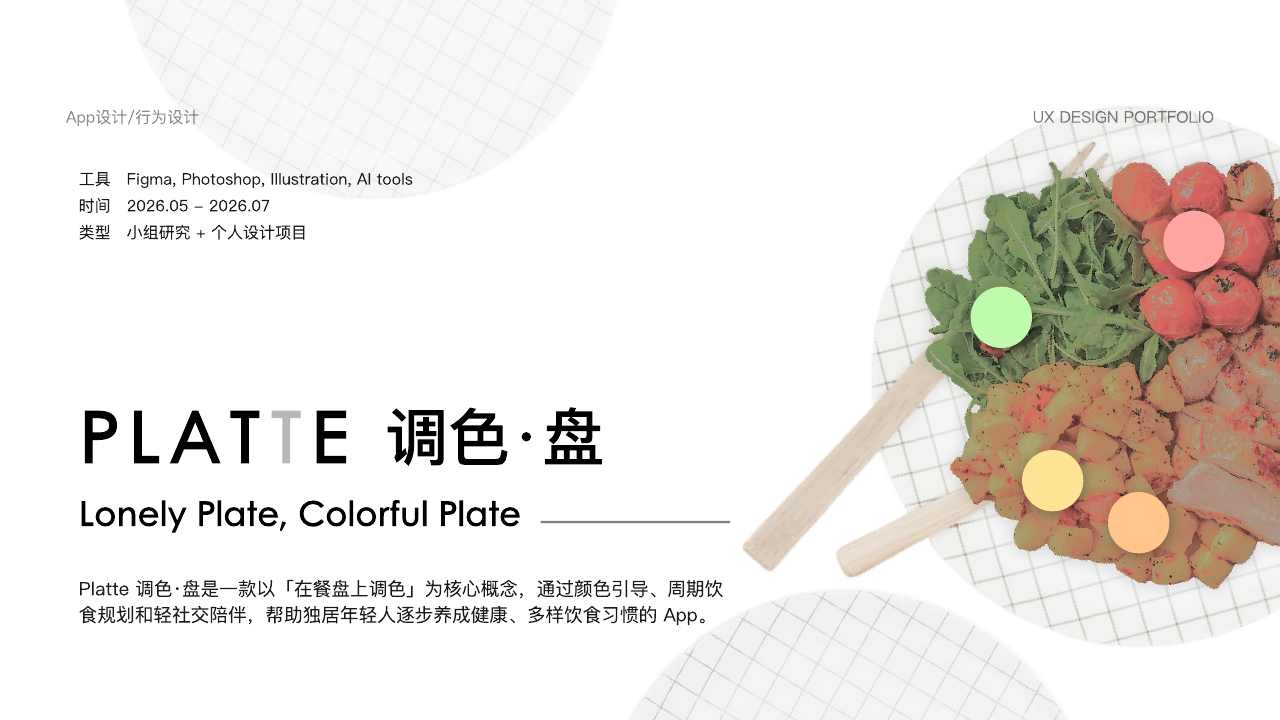 App设计/行为设计
UX DESIGN PORTFOLIO
工具 Figma, Photoshop, Illustration, AI tools
时间 2026.05 – 2026.07
类型 小组研究 + 个人设计项目
PLATTE 调色·盘
Lonely Plate, Colorful Plate
Platte 调色·盘是一款以「在餐盘上调色」为核心概念，通过颜色引导、周期饮
食规划和轻社交陪伴，帮助独居年轻人逐步养成健康、多样饮食习惯的 App。